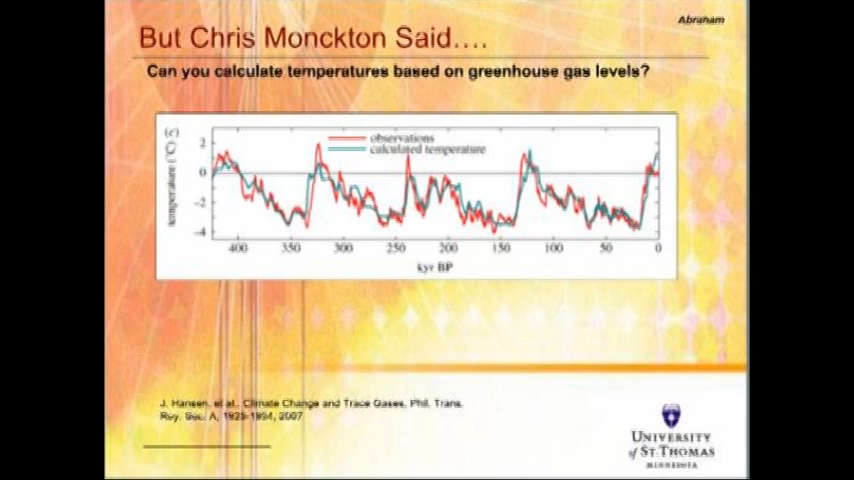 Abraham
But Chris Monckton Said....
Can you calculate temperatures based on greenhouse gas levels?
observations
calculated temperature
temperature (°C)
2
0
-2
-4
400 350 300 250 200 150 100 50 0
kyr BP
J. Hansen, et al., Climate Change and Trace Gases, Phil. Trans.
Roy. Soc. A, 1925-1954, 2007
UNIVERSITY
of ST. THOMAS
MINNESOTA